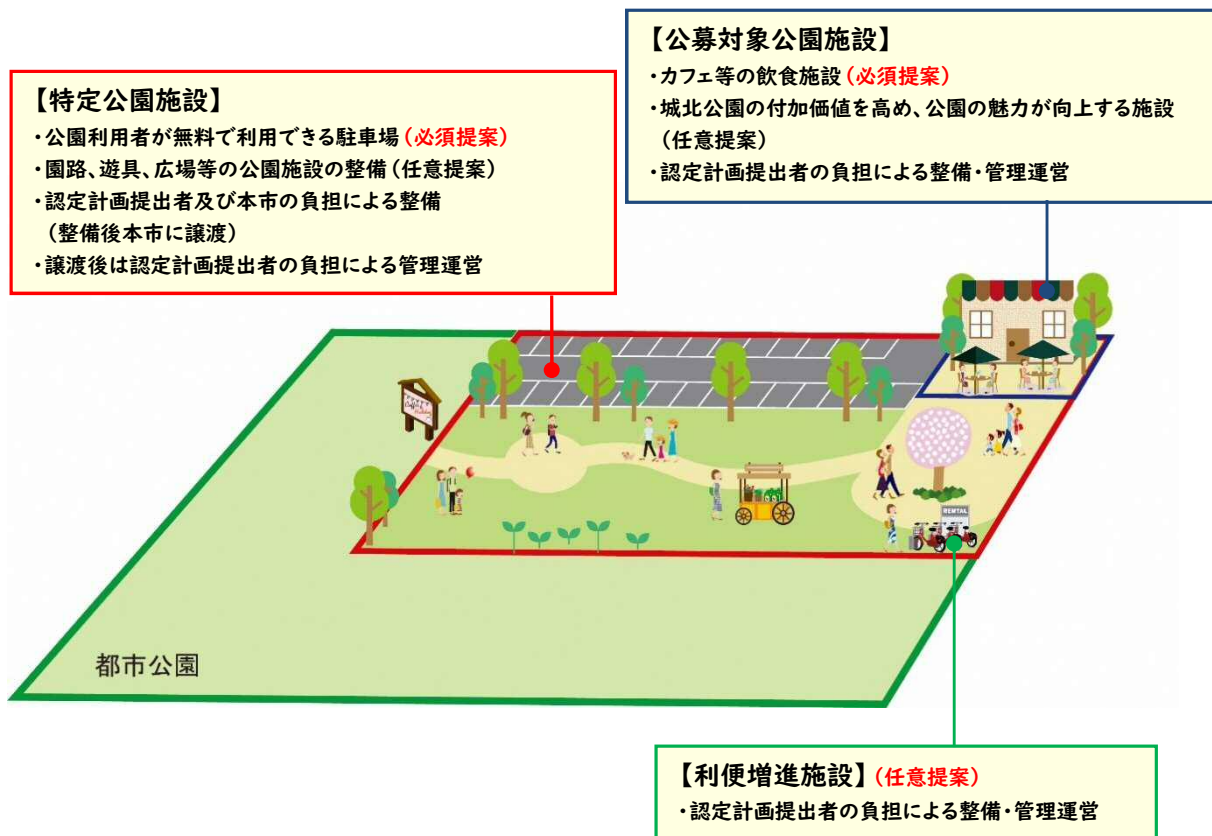 【公募対象公園施設】
・カフェ等の飲食施設(必須提案)
・城北公園の付加価値を高め、公園の魅力が向上する施設
(任意提案)
・認定計画提出者の負担による整備・管理運営
【特定公園施設】
・公園利用者が無料で利用できる駐車場(必須提案)
・園路、遊具、広場等の公園施設の整備(任意提案)
・認定計画提出者及び本市の負担による整備
(整備後本市に譲渡)
・譲渡後は認定計画提出者の負担による管理運営
RENTAL
都市公園
【利便増進施設】(任意提案)
・認定計画提出者の負担による整備・管理運営